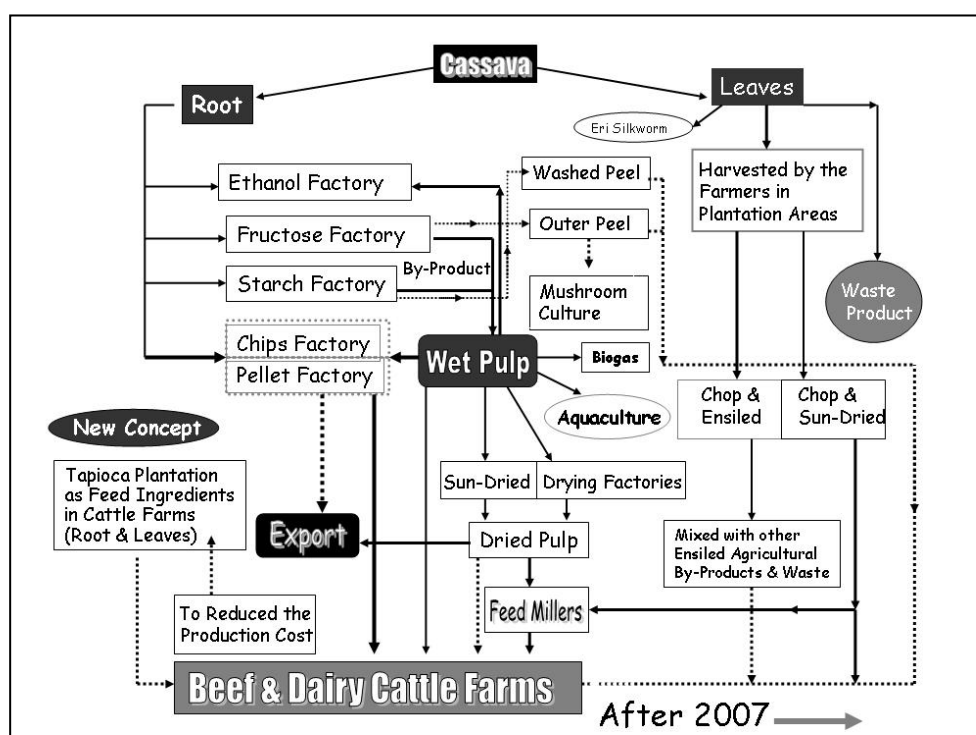 Cassava
Root
Leaves
Eri Silkworm
Ethanol Factory
Washed Peel
Harvested by the
Farmers in
Plantation Areas
Fructose Factory
Outer Peel
By-Product
Starch Factory
Mushroom
Culture
Waste
Product
Chips Factory
Pellet Factory
Wet Pulp
Biogas
Aquaculture
Chop &
Ensiled
Chop &
Sun-Dried
New Concept
Tapioca Plantation
as Feed Ingredients
in Cattle Farms
(Root & Leaves)
Sun-Dried
Drying Factories
Export
Dried Pulp
Mixed with other
Ensiled Agricultural
By-Products & Waste
To Reduced the
Production Cost
Feed Millers
Beef & Dairy Cattle Farms
After 2007